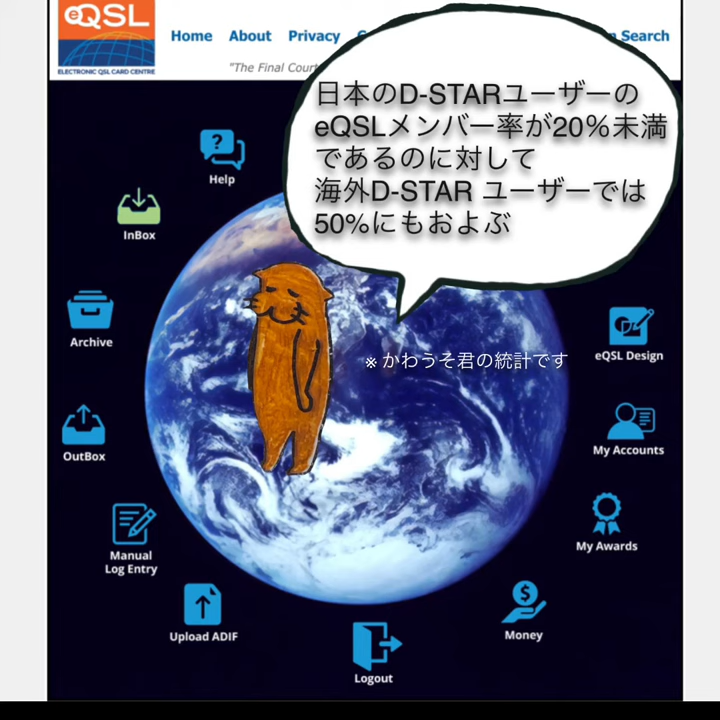 eQSL
ELECTRONIC QSL CARD CENTRE
Home About Privacy Search
"The Final Court
日本のD-STARユーザーの
eQSLメンバー率が20%未満
であるのに対して
海外D-STAR ユーザーでは
50%にもおよぶ
※ かわうそ君の統計です
Help
InBox
Archive
OutBox
Manual
Log Entry
Upload ADIF
Logout
Money
My Awards
My Accounts
eQSL Design